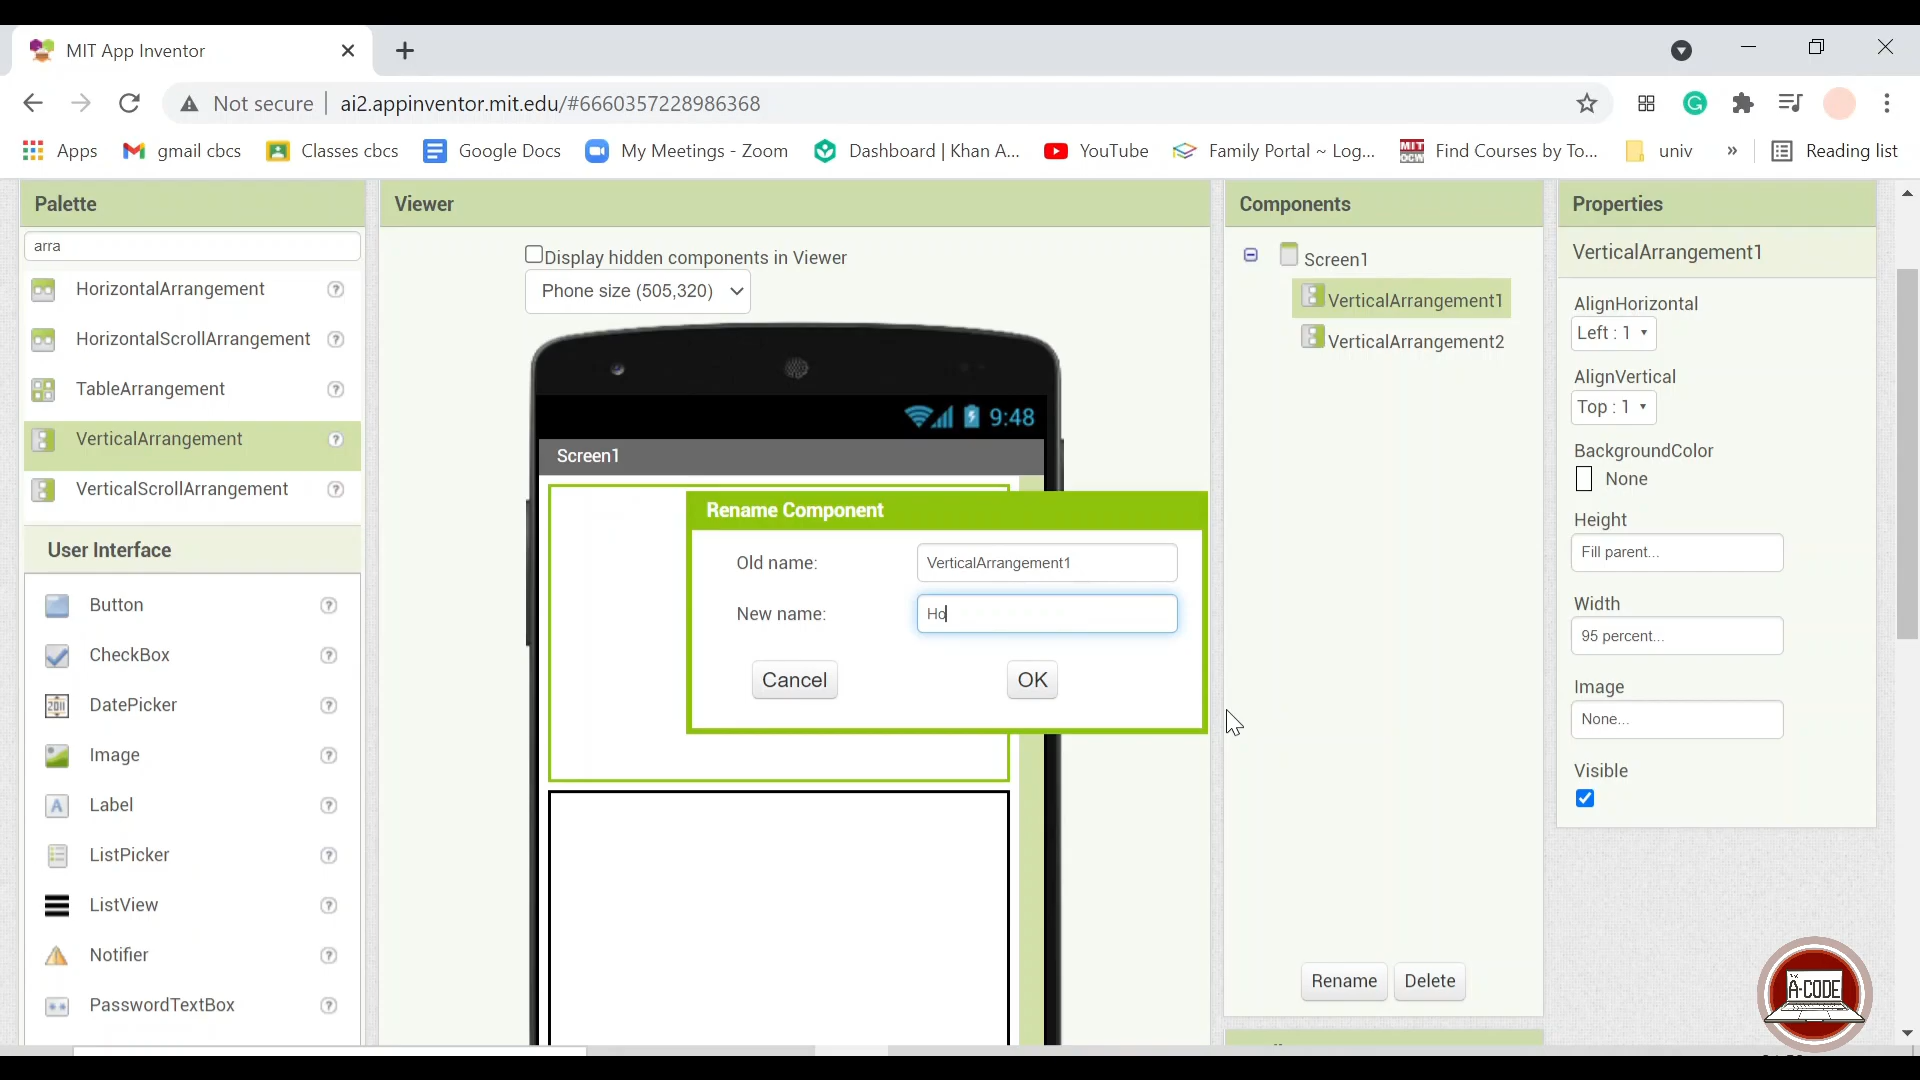 MIT App Inventor
Not secure
ai2.appinventor.mit.edu/#6660357228986368
Apps
gmail cbcs
Classes cbcs
Google Docs
My Meetings - Zoom
Dashboard | Khan A...
YouTube
Family Portal ~ Log...
MIT OCW
Find Courses by To...
univ
»
Reading list
Palette
arra
HorizontalArrangement
HorizontalScrollArrangement
TableArrangement
VerticalArrangement
VerticalScrollArrangement
User Interface
Button
CheckBox
DatePicker
Image
Label
ListPicker
ListView
Notifier
PasswordTextBox
Viewer
Display hidden components in Viewer
Phone size (505,320)
9:48
Screen1
Rename Component
Old name:
VerticalArrangement1
New name:
Ho
Cancel
OK
Components
Screen1
VerticalArrangement1
VerticalArrangement2
Rename
Delete
Properties
VerticalArrangement1
AlignHorizontal
Left : 1
AlignVertical
Top : 1
BackgroundColor
None
Height
Fill parent...
Width
95 percent...
Image
None...
Visible
A-CODE